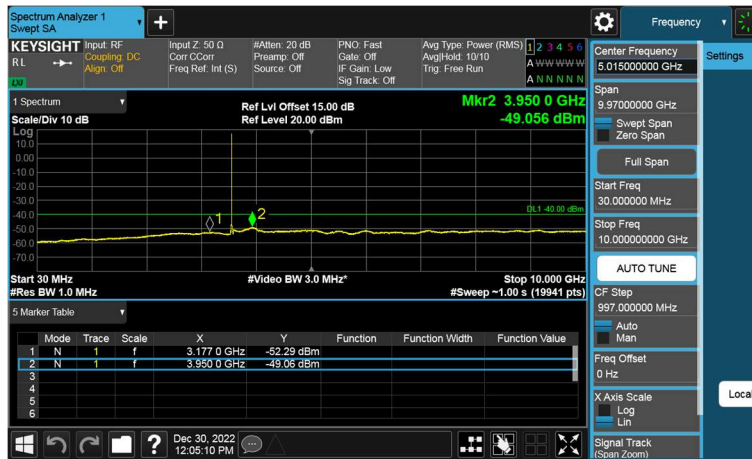 Spectrum Analyzer 1
Swept SA
Frequency
KEYSIGHT
RL
LXI
Input: RF
Coupling: DC
Align: Off
Input Z: 50 Ω
Corr CCorr
Freq Ref: Int (S)
#Atten: 20 dB
Preamp: Off
Source: Off
PNO: Fast
Gate: Off
IF Gain: Low
Sig Track: Off
Avg Type: Power (RMS)
Avg|Hold: 10/10
Trig: Free Run
1 2 3 4 5 6
A W W W W W
A N N N N N
1 Spectrum
Scale/Div 10 dB
Ref Lvl Offset 15.00 dB
Ref Level 20.00 dBm
Mkr2 3.950 0 GHz
-49.056 dBm
Log
10.0
0.00
-10.0
-20.0
-30.0
-40.0
-50.0
-60.0
-70.0
1
2
DL1 -40.00 dBm
Start 30 MHz
#Res BW 1.0 MHz
#Video BW 3.0 MHz*
Stop 10.000 GHz
#Sweep ~1.00 s (19941 pts)
5 Marker Table
Mode Trace Scale X Y Function Function Width Function Value
1 N 1 f 3.177 0 GHz -52.29 dBm
2 N 1 f 3.950 0 GHz -49.06 dBm
3
4
5
6
Dec 30, 2022
12:05:10 PM
Center Frequency
5.015000000 GHz
Settings
Span
9.97000000 GHz
Swept Span
Zero Span
Full Span
Start Freq
30.000000 MHz
Stop Freq
10.000000000 GHz
AUTO TUNE
CF Step
997.000000 MHz
Auto
Man
Freq Offset
0 Hz
X Axis Scale
Log
Lin
Local
Signal Track
(Span Zoom)